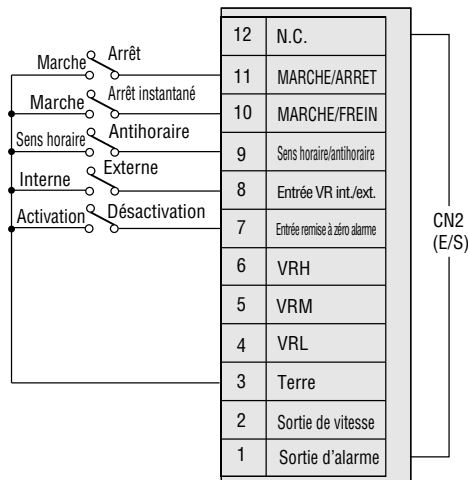 12 N.C.
Marche Arrêt 11 MARCHE/ARRET
Marche Arrêt instantané 10 MARCHE/FREIN
Sens horaire Antihoraire 9 Sens horaire/antihoraire
Interne Externe 8 Entrée VR int./ext.
Activation Désactivation 7 Entrée remise à zéro alarme
6 VRH
5 VRM
4 VRL
3 Terre
2 Sortie de vitesse
1 Sortie d'alarme
CN2
(E/S)